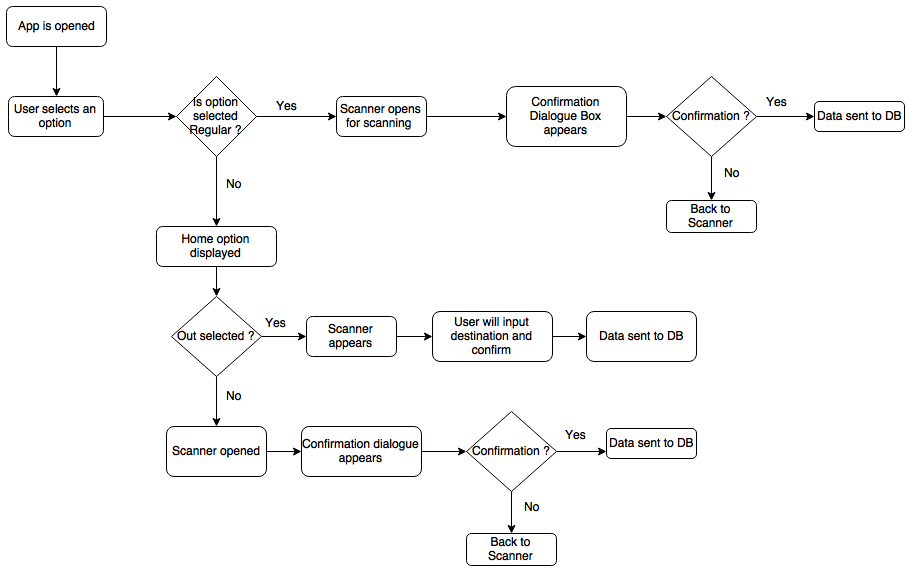 App is opened
User selects an
option
Is option
selected
Regular ?
Yes
Scanner opens
for scanning
Confirmation
Dialogue Box
appears
Confirmation ?
Yes
Data sent to DB
No
Back to
Scanner
No
Home option
displayed
Out selected ?
Yes
Scanner
appears
User will input
destination and
confirm
Data sent to DB
No
Scanner opened
Confirmation dialogue
appears
Confirmation ?
Yes
Data sent to DB
No
Back to
Scanner